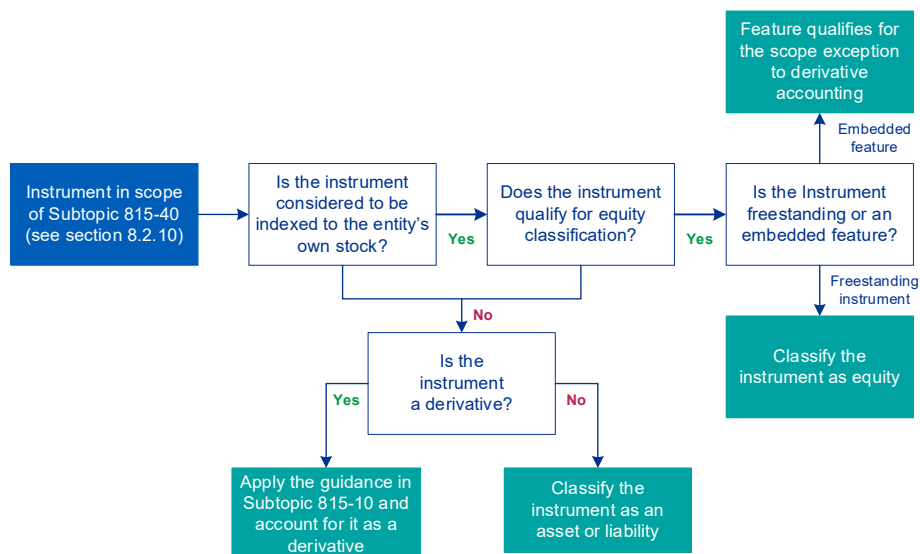 Feature qualifies for
the scope exception
to derivative
accounting
Embedded
feature
Instrument in scope
of Subtopic 815-40
(see section 8.2.10)
Is the instrument
considered to be
indexed to the entity's
own stock?
Yes
Does the instrument
qualify for equity
classification?
Yes
Is the Instrument
freestanding or an
embedded feature?
Freestanding
instrument
No
Classify the
instrument as equity
Is the
instrument
a derivative?
Yes
No
Apply the guidance in
Subtopic 815-10 and
account for it as a
derivative
Classify the
instrument as an
asset or liability